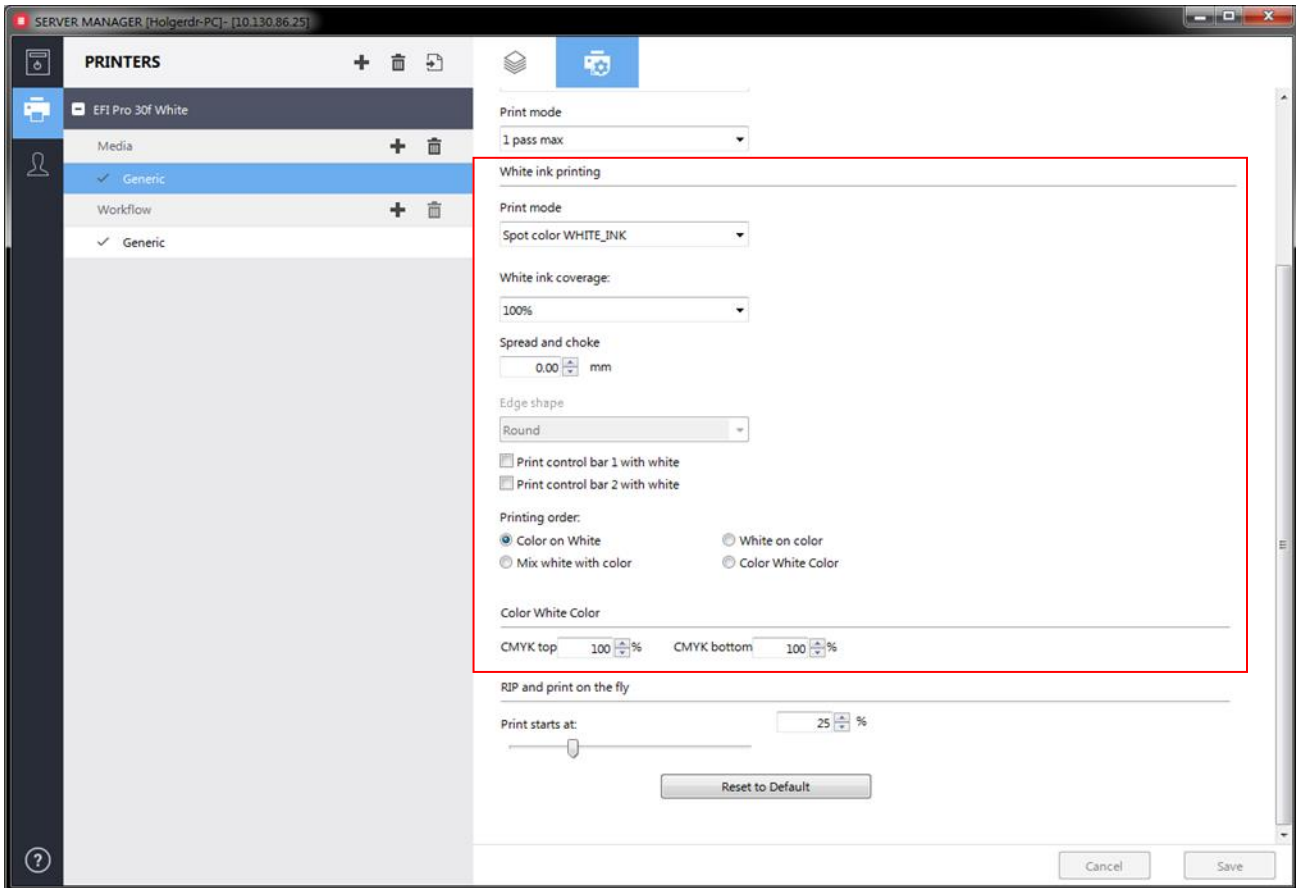 SERVER MANAGER [Holgerdr-PC]- [10.130.86.25]
PRINTERS
EFI Pro 30f White
Media
Generic
Workflow
Generic
Print mode
1 pass max
White ink printing
Print mode
Spot color WHITE_INK
White ink coverage:
100%
Spread and choke
0.00 mm
Edge shape
Round
Print control bar 1 with white
Print control bar 2 with white
Printing order:
Color on White White on color
Mix white with color Color White Color
Color White Color
CMYK top 100 % CMYK bottom 100 %
RIP and print on the fly
Print starts at: 25 %
Reset to Default
?
Cancel Save